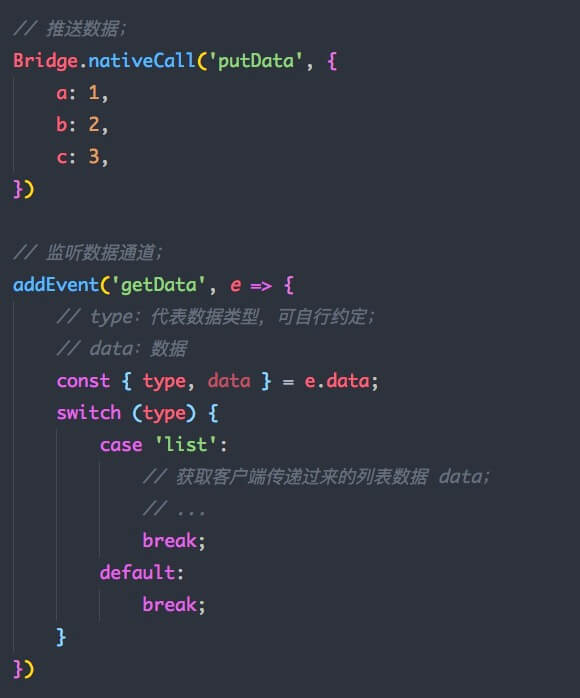 // 推送数据;
Bridge.nativeCall('putData', {
    a: 1,
    b: 2,
    c: 3,
})

// 监听数据通道;
addEvent('getData', e => {
    // type: 代表数据类型, 可自行约定;
    // data: 数据
    const { type, data } = e.data;
    switch (type) {
        case 'list':
            // 获取客户端传递过来的列表数据 data;
            // ...
            break;
        default:
            break;
    }
})